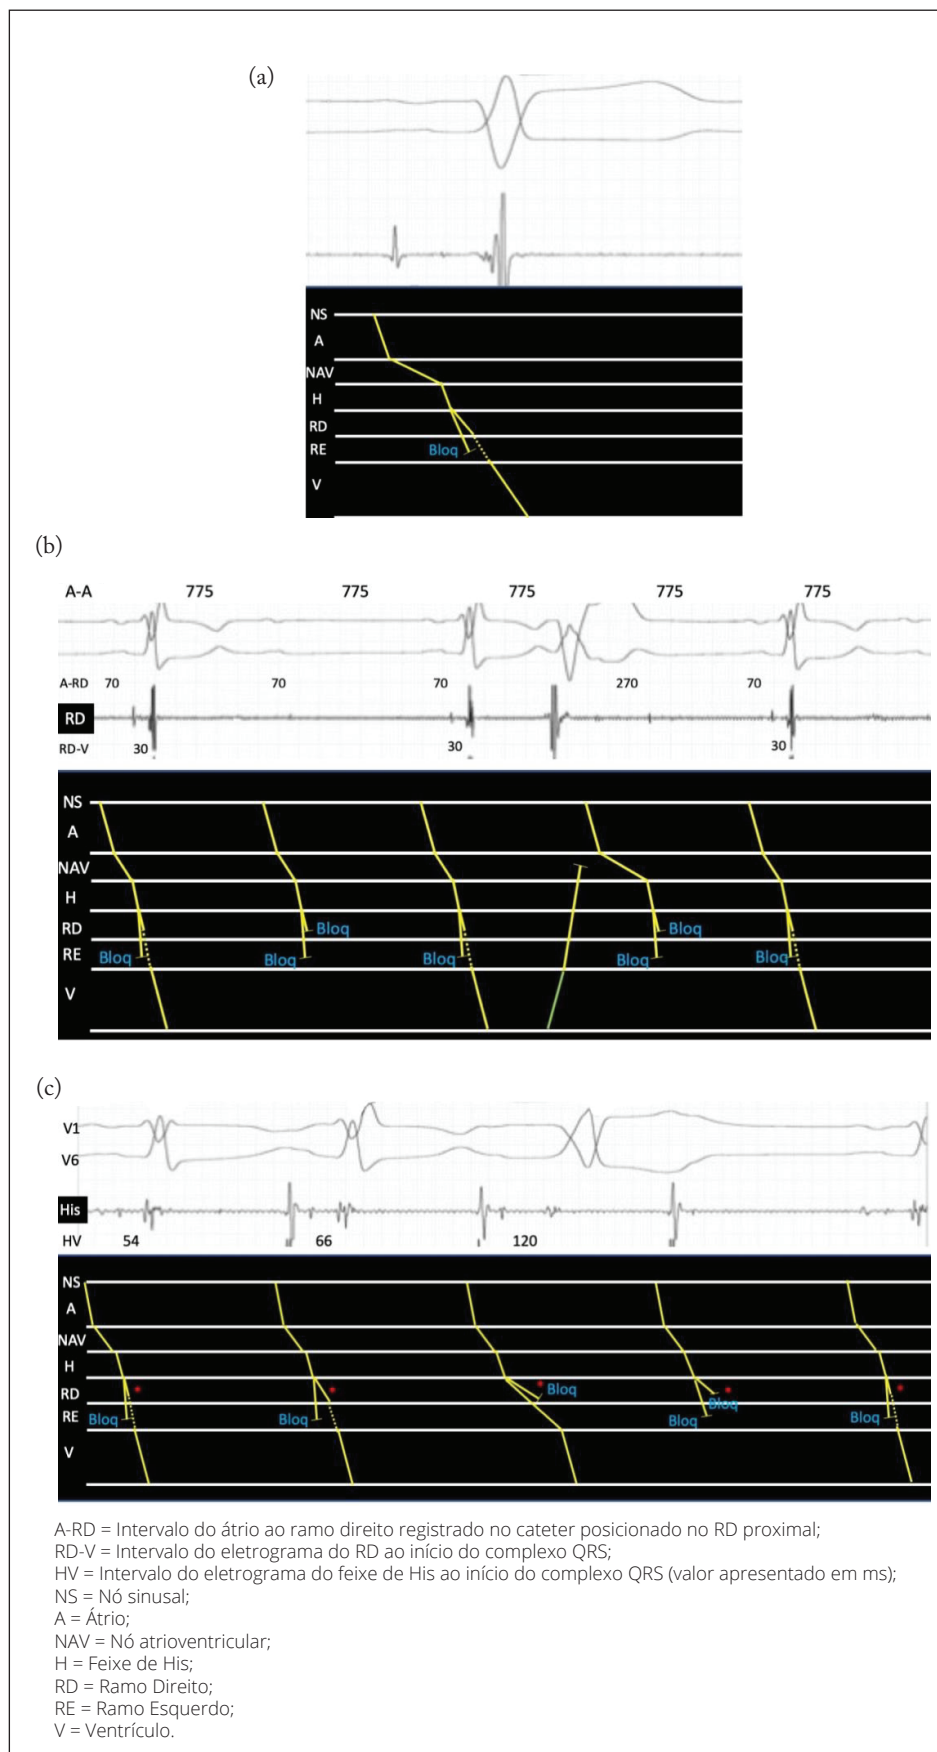 (a)
NS
A
NAV
H
RD
RE
Bloq
V
(b)
A-A 775 775 775 775 775
A-RD 70 70 70 270 70
RD
RD-V 30 30 30
NS
A
NAV
H
RD
Bloq Bloq
RE
Bloq Bloq Bloq Bloq Bloq
V
(c)
V1
V6
His
HV 54 66 120
NS
A
NAV
H
RD * * * Bloq * *
Bloq
RE
Bloq Bloq Bloq Bloq
V
A-RD = Intervalo do átrio ao ramo direito registrado no cateter posicionado no RD proximal;
RD-V = Intervalo do eletrograma do RD ao início do complexo QRS;
HV = Intervalo do eletrograma do feixe de His ao início do complexo QRS (valor apresentado em ms);
NS = Nó sinusal;
A = Átrio;
NAV = Nó atrioventricular;
H = Feixe de His;
RD = Ramo Direito;
RE = Ramo Esquerdo;
V = Ventrículo.